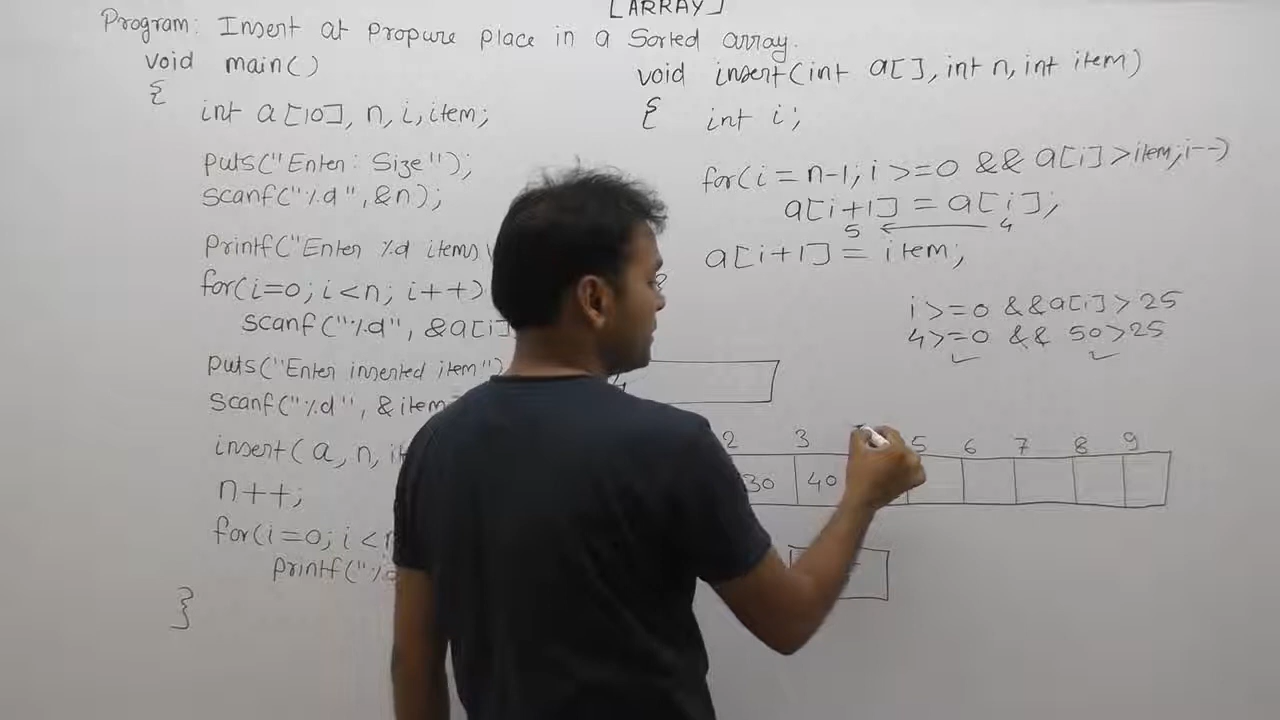 [ARRAY]
Program: Insert at propure place in a Sorted array.
void main()
{
int a[10], n, i, item;
puts("Enter: Size");
scanf("%d", &n);
printf("Enter %d items
for(i=0; i<n; i++)
scanf("%d", &a[i]
puts("Enter inserted item")
scanf("%d", &item
insert(a, n,
n++;
for(i=0; i<
printf("%
}
void insert(int a[], int n, int item)
{ int i;
for(i = n-1; i >=0 && a[i] > item; i--)
a[i+1] = a[i];
5 4
a[i+1] = item;
i >=0 && a[i] > 25
4>=0 && 50>25
2 3 5 6 7 8 9
30 40